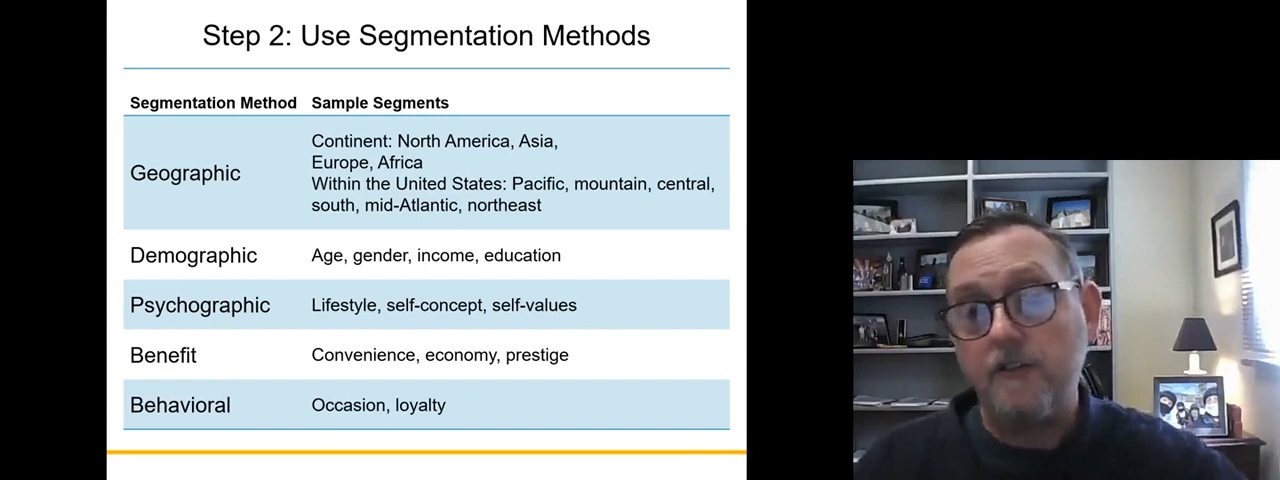 Step 2: Use Segmentation Methods
Segmentation Method Sample Segments
Geographic
Continent: North America, Asia,
Europe, Africa
Within the United States: Pacific, mountain, central,
south, mid-Atlantic, northeast
Demographic Age, gender, income, education
Psychographic Lifestyle, self-concept, self-values
Benefit Convenience, economy, prestige
Behavioral Occasion, loyalty